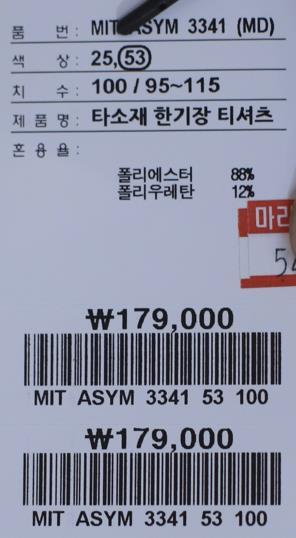 품 번: MIT ASYM 3341 (MD)
색 상: 25, 53
치 수: 100 / 95~115
제 품 명: 타소재 한기장 티셔츠
혼 용 율:
폴리에스터 88%
폴리우레탄 12%
마리
54
₩179,000
MIT ASYM 3341 53 100
₩179,000
MIT ASYM 3341 53 100